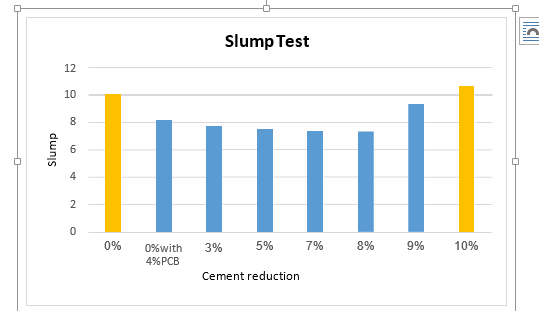 Slump Test
12
10
8
6
4
2
0
Slump
0% 0%with 3% 5% 7% 8% 9% 10%
4%PCB
Cement reduction